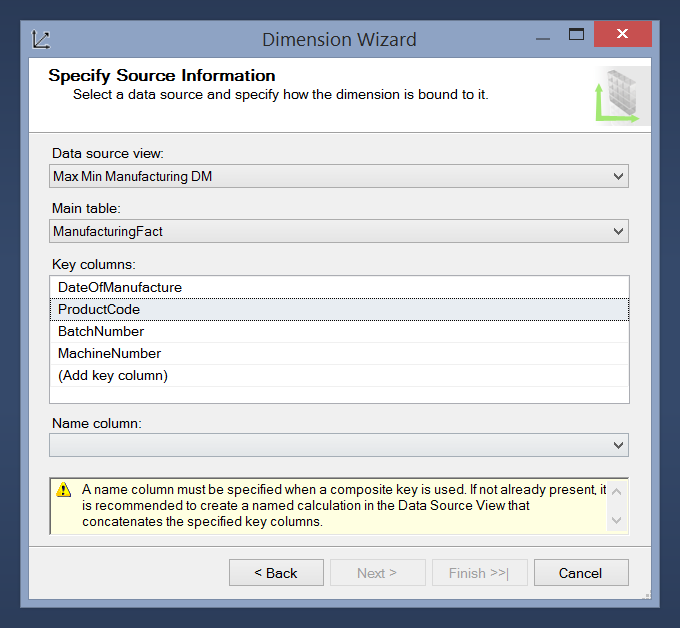 Dimension Wizard
Specify Source Information
Select a data source and specify how the dimension is bound to it.
Data source view:
Max Min Manufacturing DM
Main table:
ManufacturingFact
Key columns:
DateOfManufacture
ProductCode
BatchNumber
MachineNumber
(Add key column)
Name column:
A name column must be specified when a composite key is used. If not already present, it
is recommended to create a named calculation in the Data Source View that
concatenates the specified key columns.
< Back
Next >
Finish >>|
Cancel